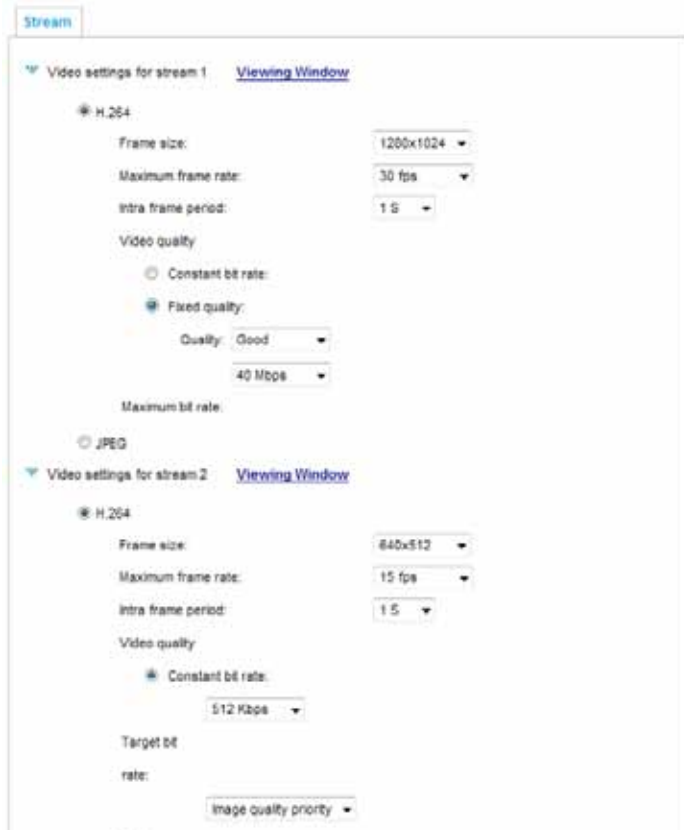 Stream
Video settings for stream 1 Viewing Window
H.264
Frame size: 1280x1024
Maximum frame rate: 30 fps
Intra frame period: 1 S
Video quality
Constant bit rate:
Fixed quality:
Quality: Good
40 Mbps
Maximum bit rate:
JPEG
Video settings for stream 2 Viewing Window
H.264
Frame size: 640x512
Maximum frame rate: 15 fps
Intra frame period: 1 S
Video quality
Constant bit rate:
512 Kbps
Target bit
rate:
Image quality priority